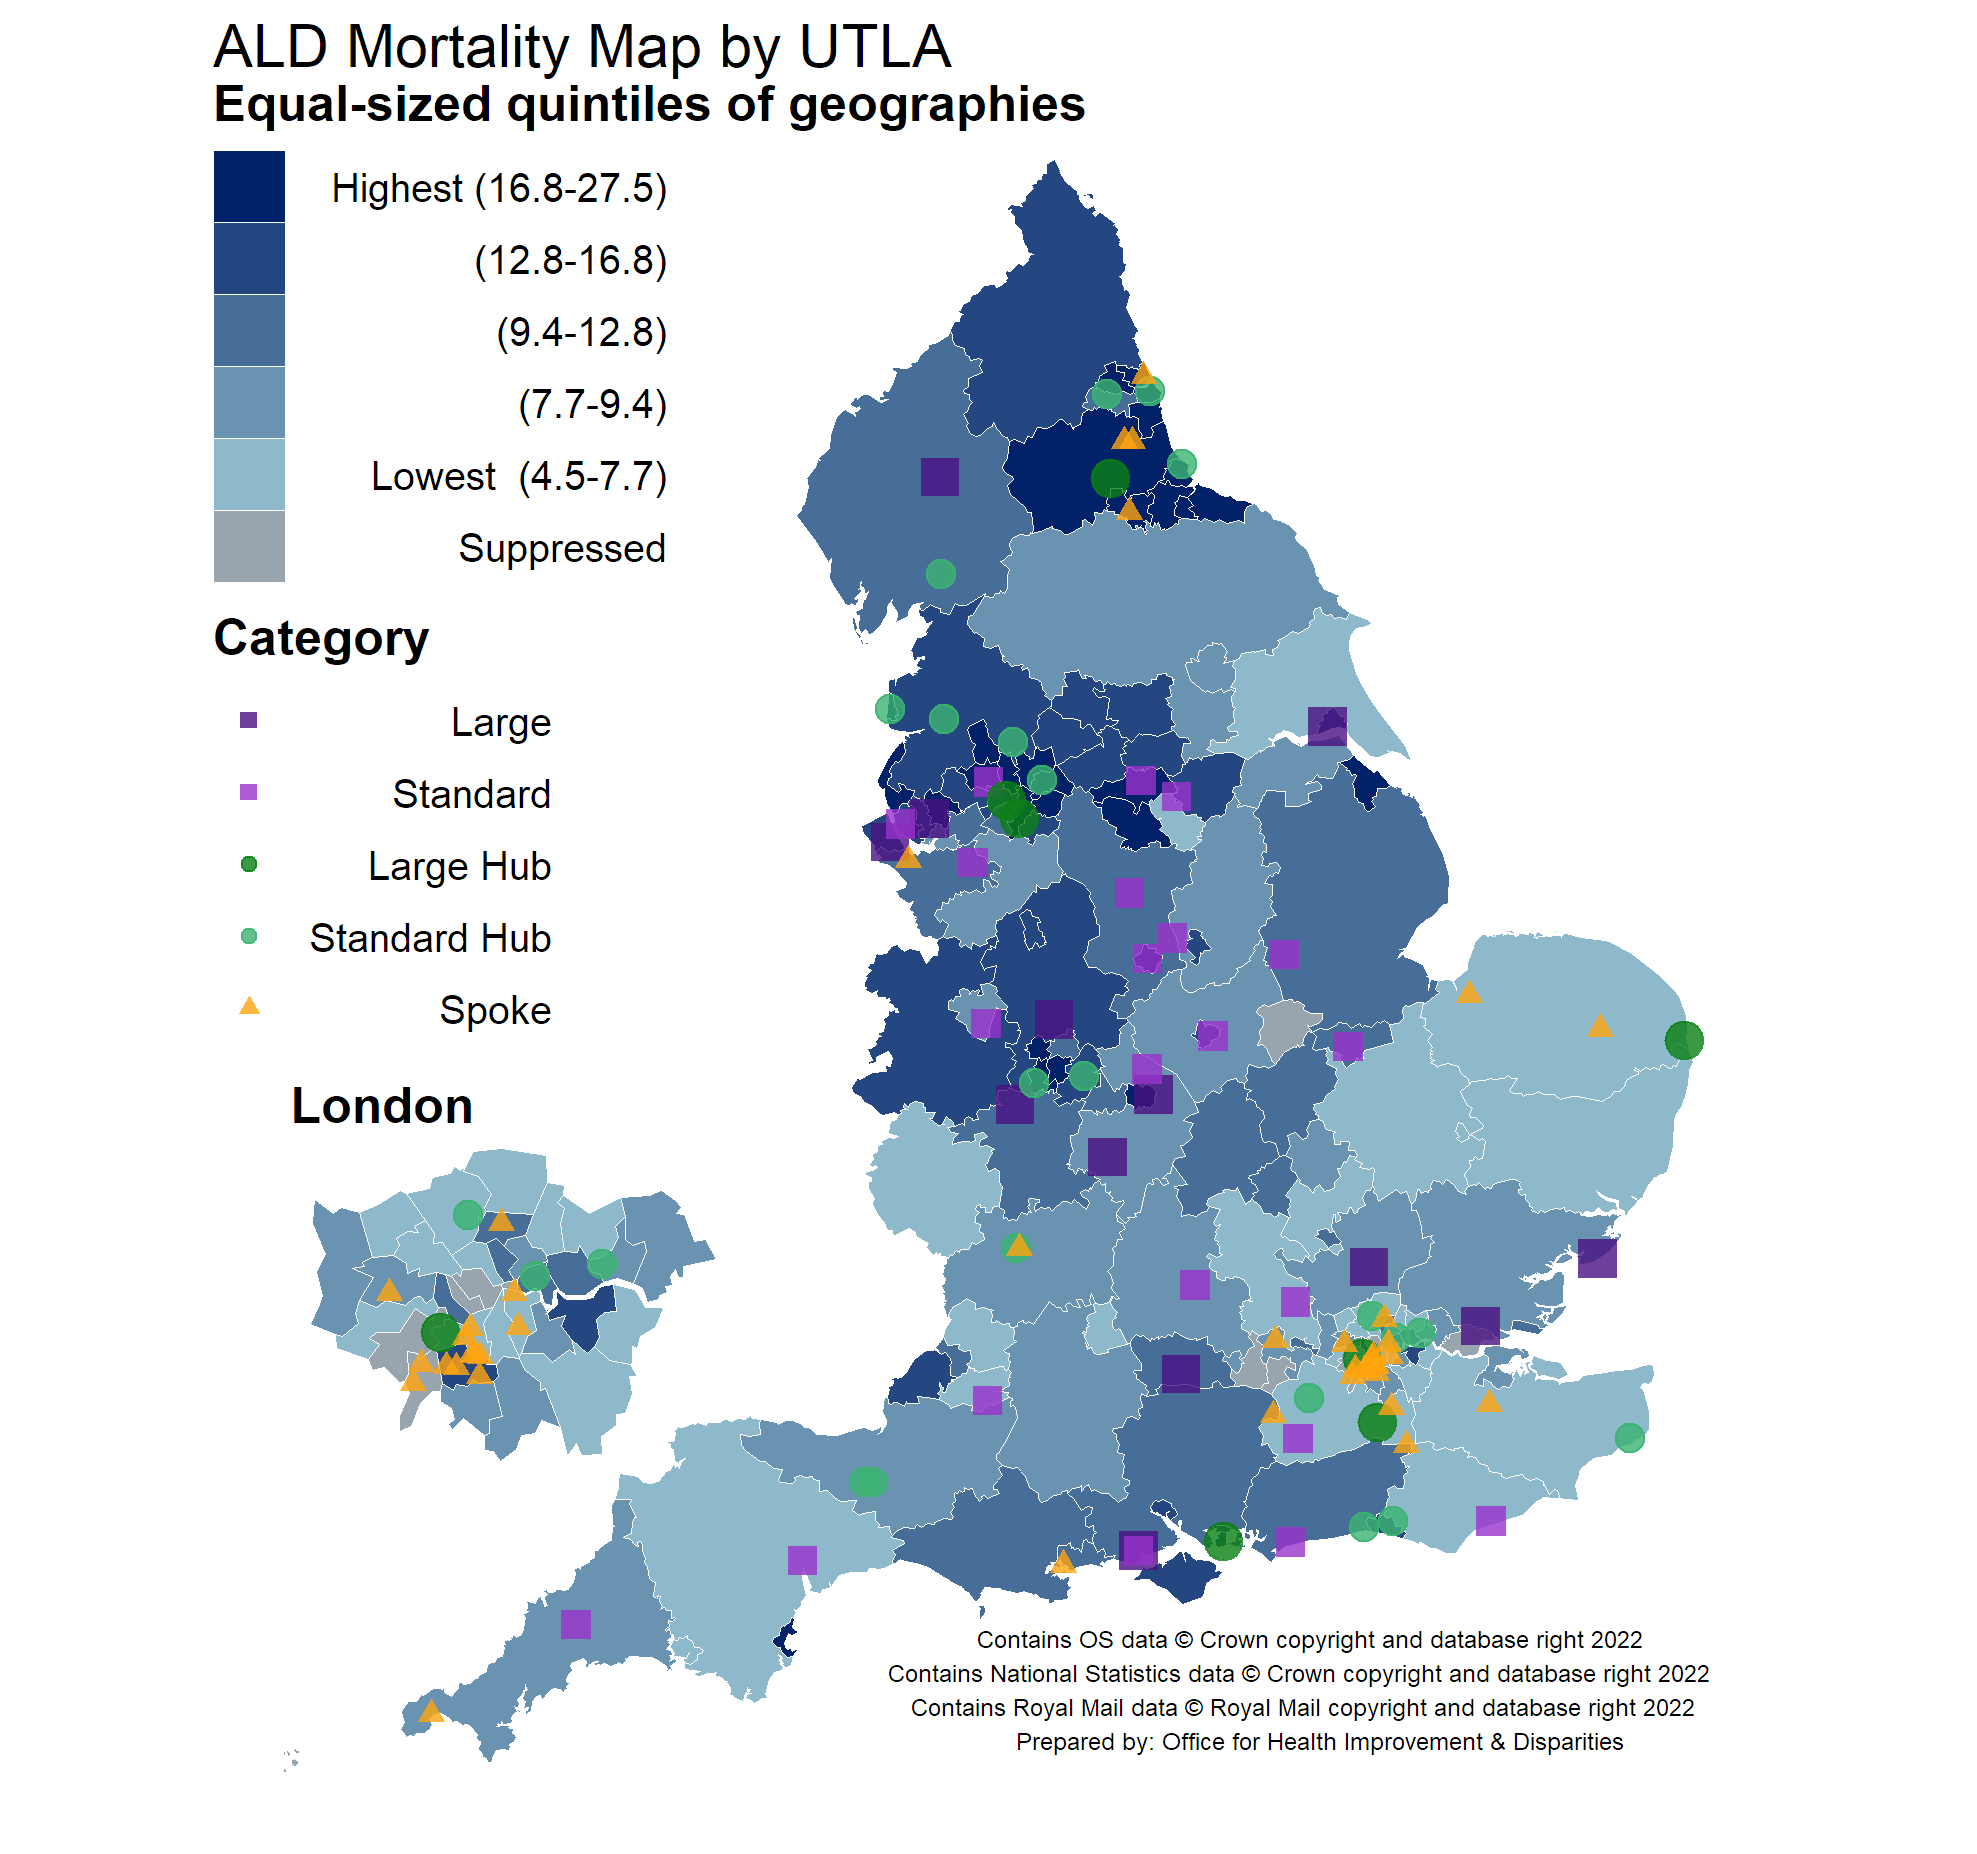 ALD Mortality Map by UTLA
Equal-sized quintiles of geographies
Highest (16.8-27.5)
(12.8-16.8)
(9.4-12.8)
(7.7-9.4)
Lowest (4.5-7.7)
Suppressed
Category
Large
Standard
Large Hub
Standard Hub
Spoke
London
Contains OS data © Crown copyright and database right 2022
Contains National Statistics data © Crown copyright and database right 2022
Contains Royal Mail data © Royal Mail copyright and database right 2022
Prepared by: Office for Health Improvement & Disparities